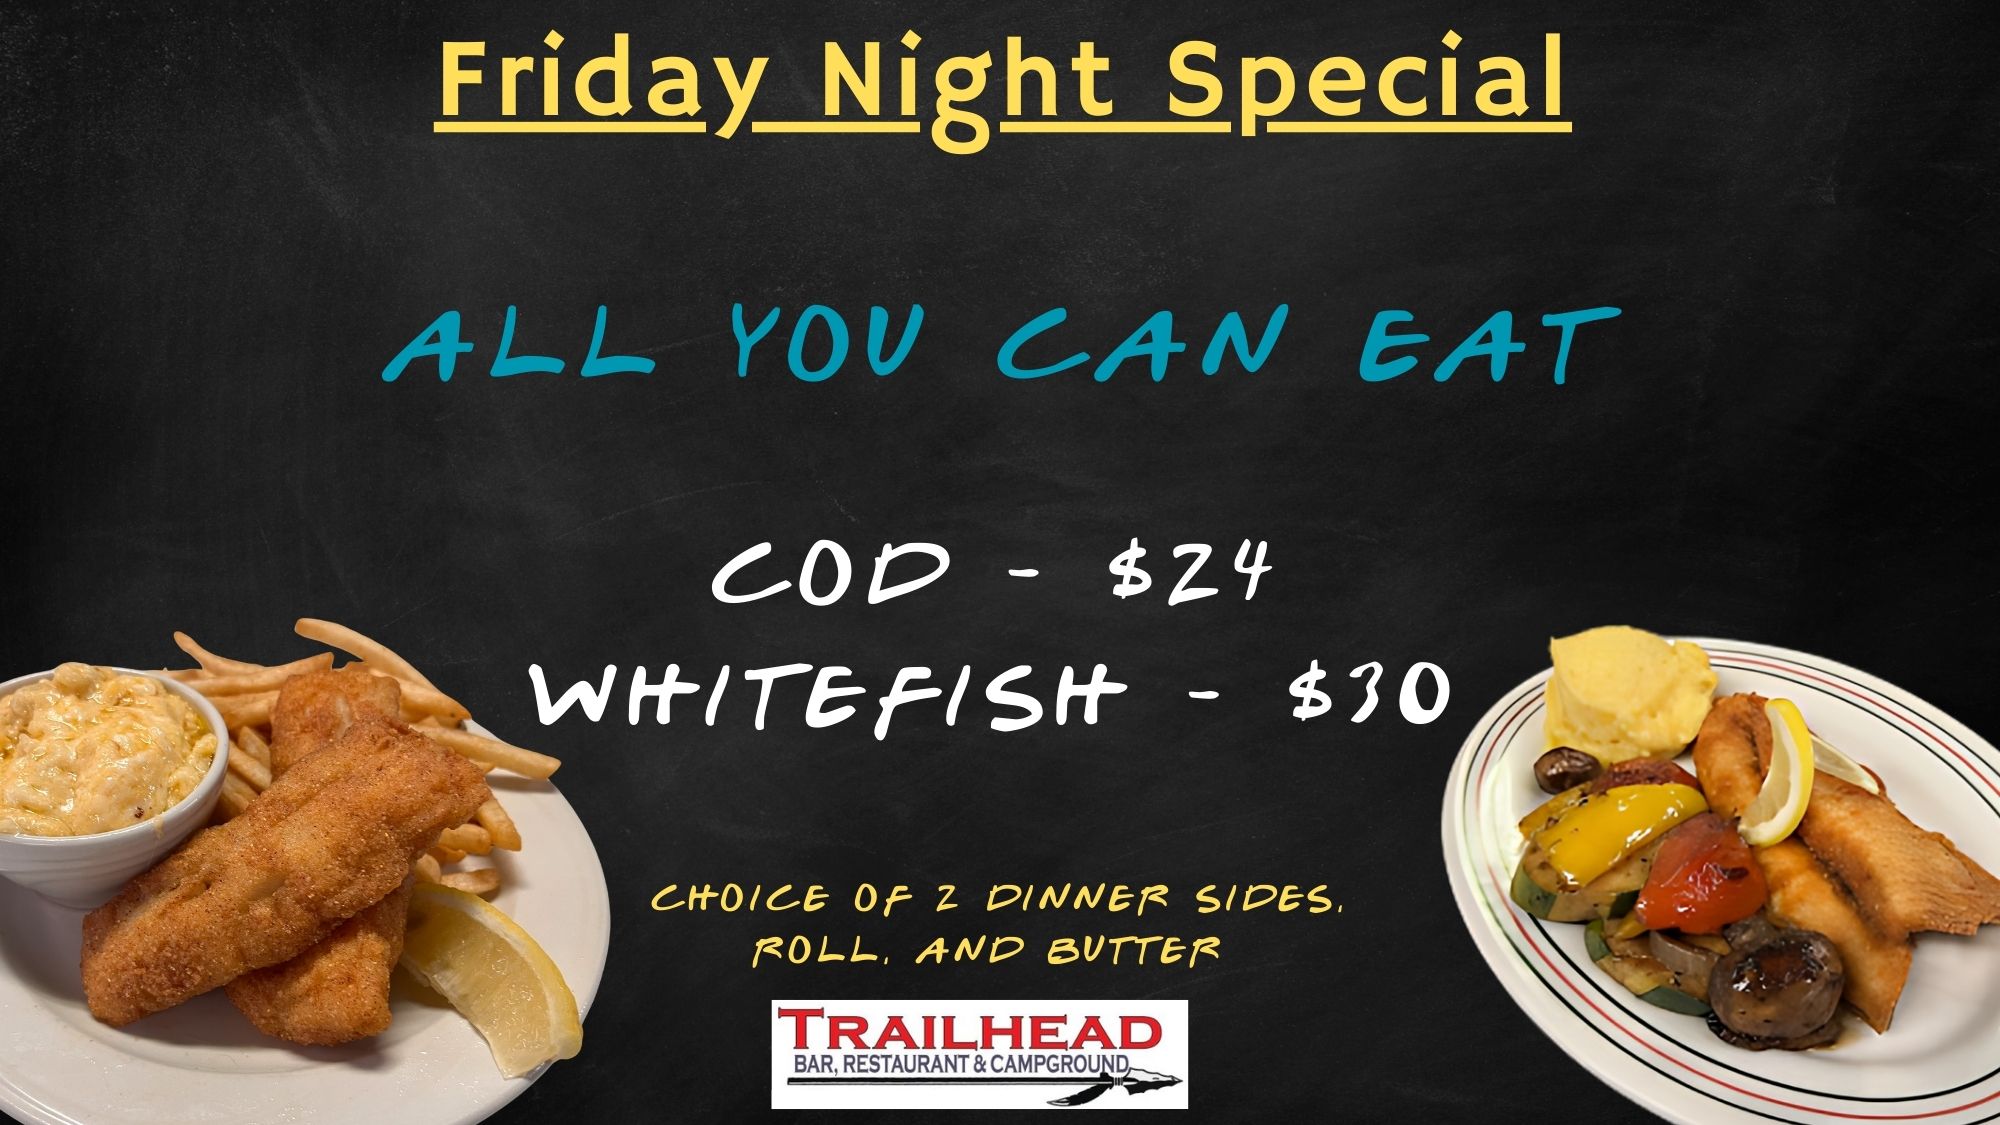 Friday Night Special
ALL YOU CAN EAT
COD - $24
WHITEFISH - $30
CHOICE OF 2 DINNER SIDES,
ROLL, AND BUTTER
TRAILHEAD
BAR, RESTAURANT & CAMPGROUND